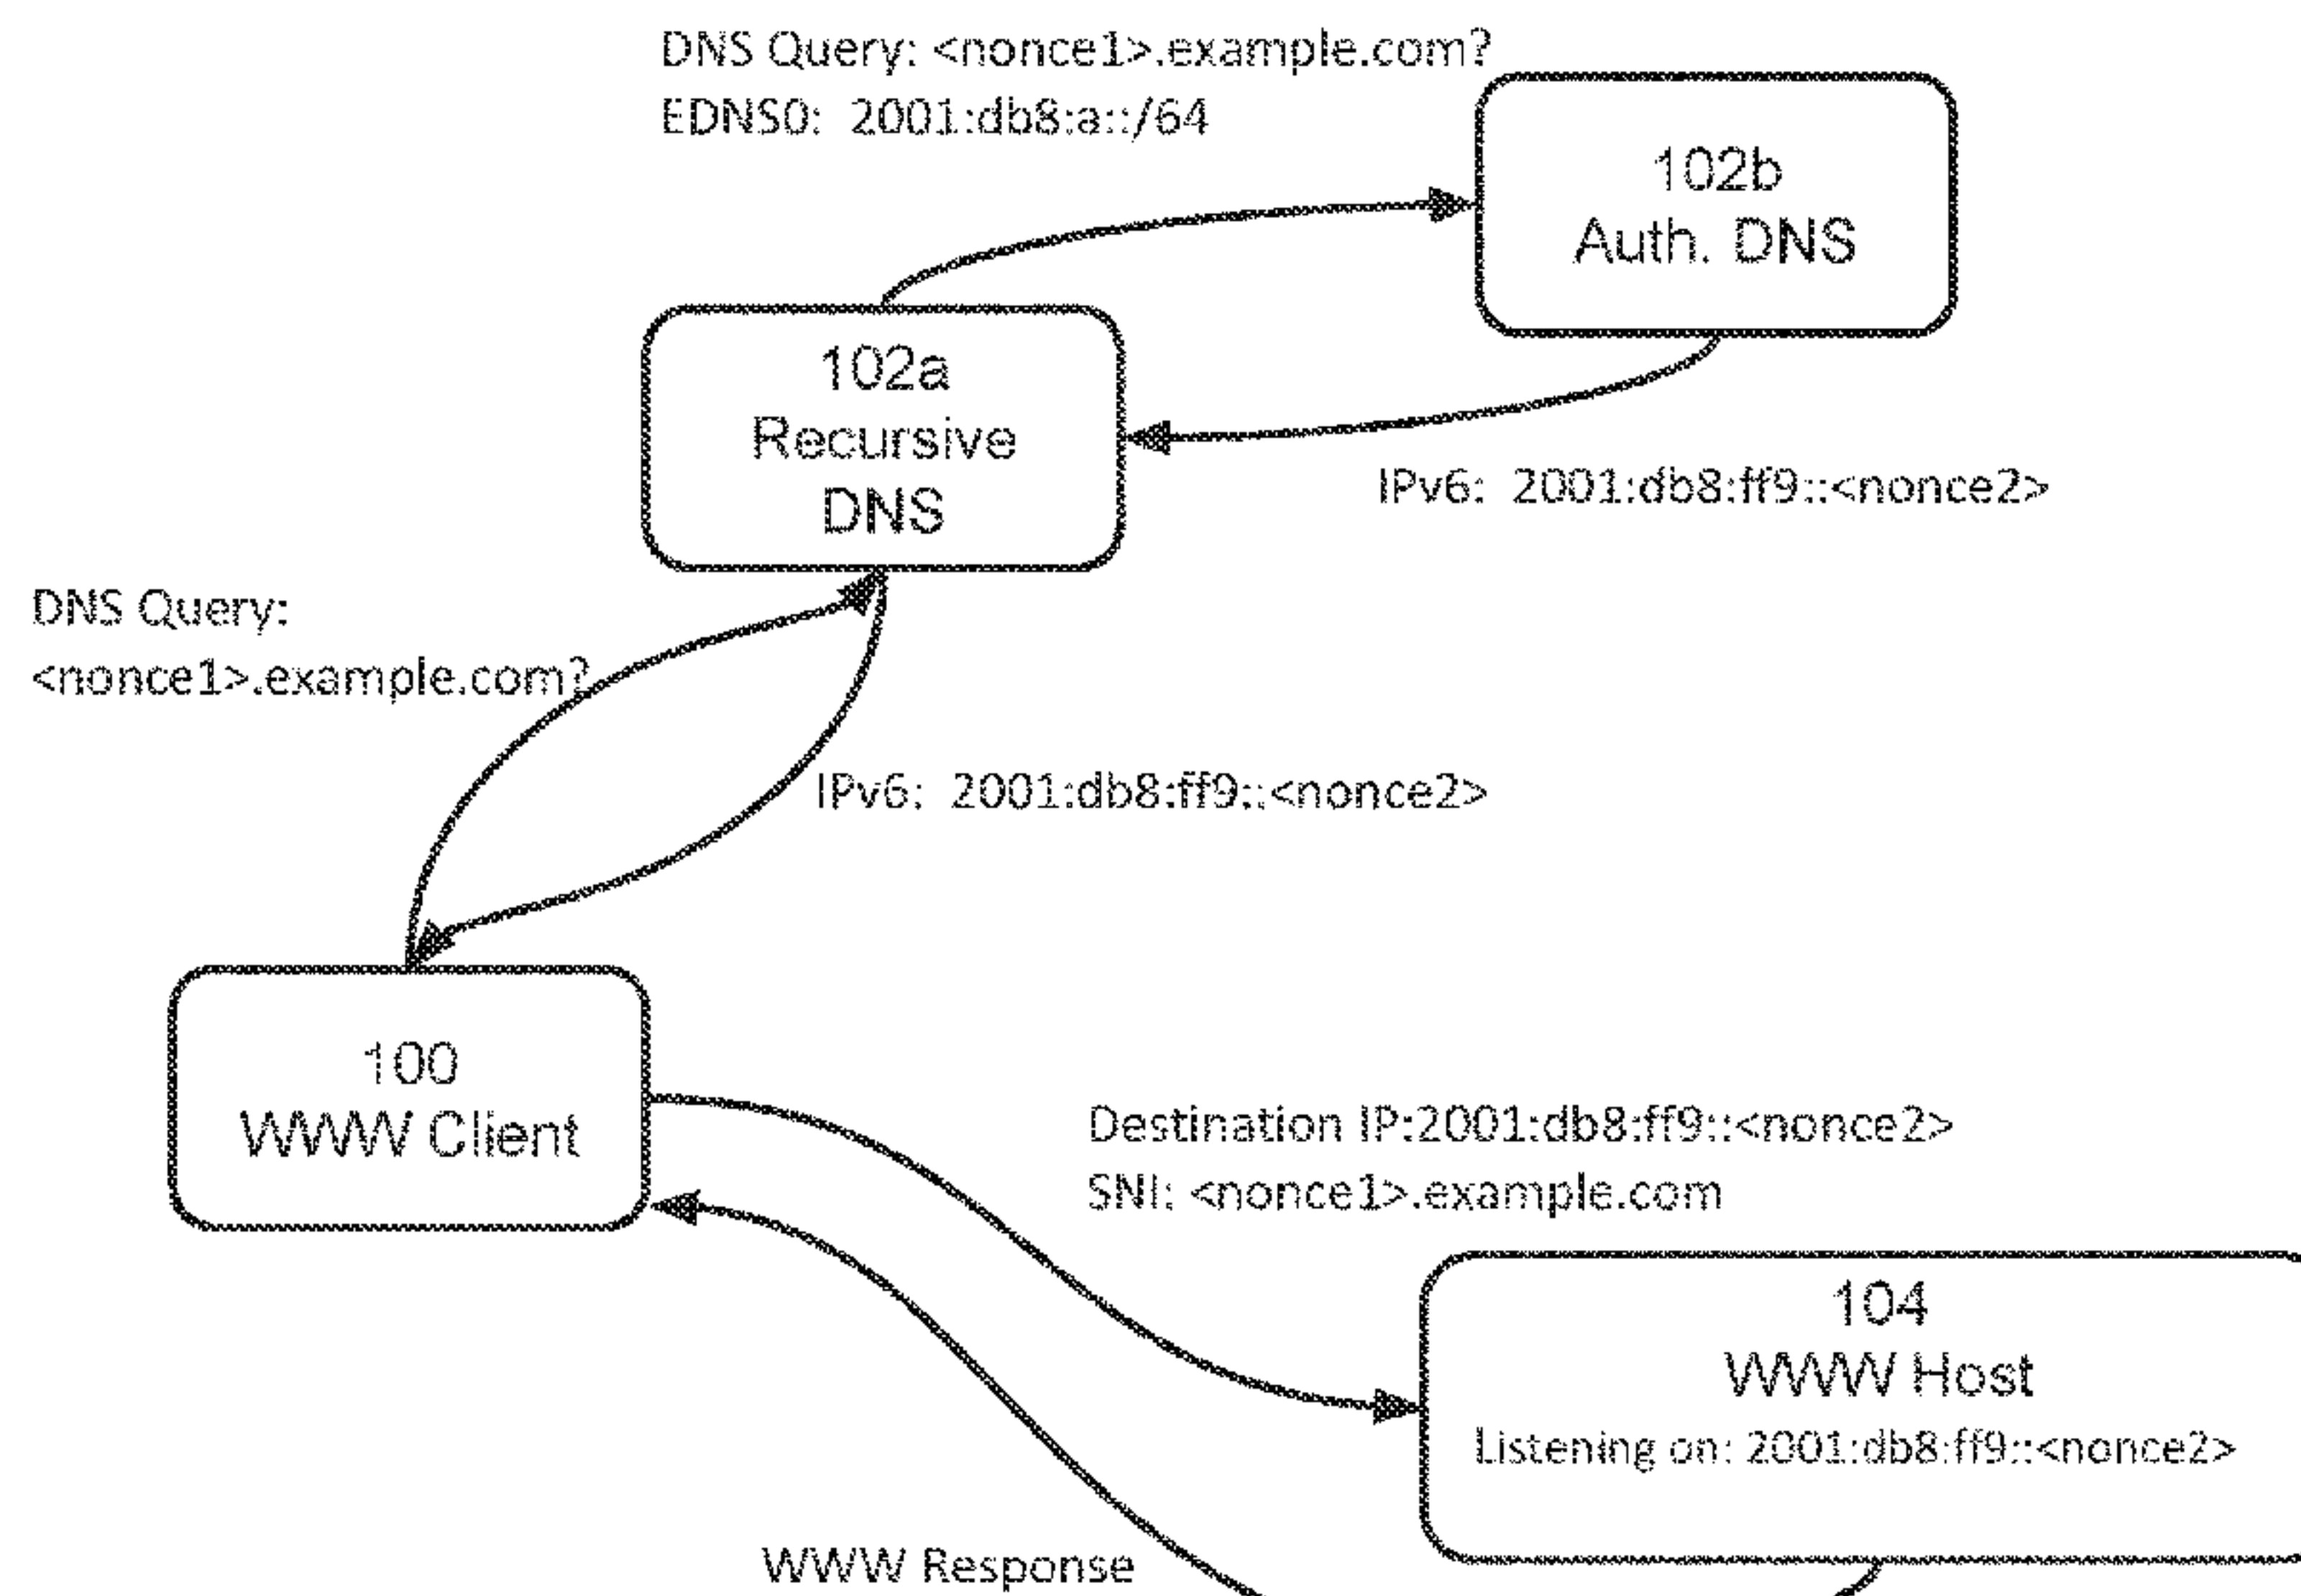 DNS Query: <nonce1>.example.com?
EDNS0: 2001:db8:a::/64
102b
Auth. DNS
102a
Recursive
DNS
IPv6: 2001:db8:ff9::<nonce2>
DNS Query:
<nonce1>.example.com?
IPv6: 2001:db8:ff9::<nonce2>
100
WWW Client
Destination IP:2001:db8:ff9::<nonce2>
SNI: <nonce1>.example.com
104
WWW Host
Listening on: 2001:db8:ff9::<nonce2>
WWW Response